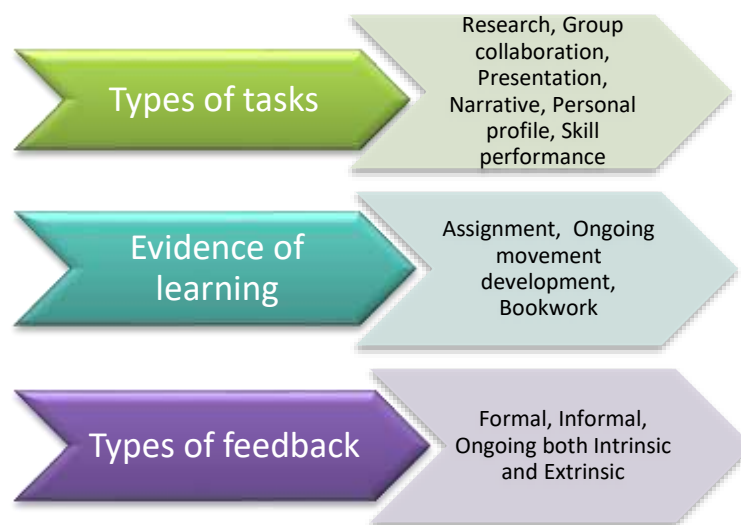 Types of tasks
Research, Group
collaboration,
Presentation,
Narrative, Personal
profile, Skill
performance
Evidence of
learning
Assignment, Ongoing
movement
development,
Bookwork
Types of feedback
Formal, Informal,
Ongoing both Intrinsic
and Extrinsic